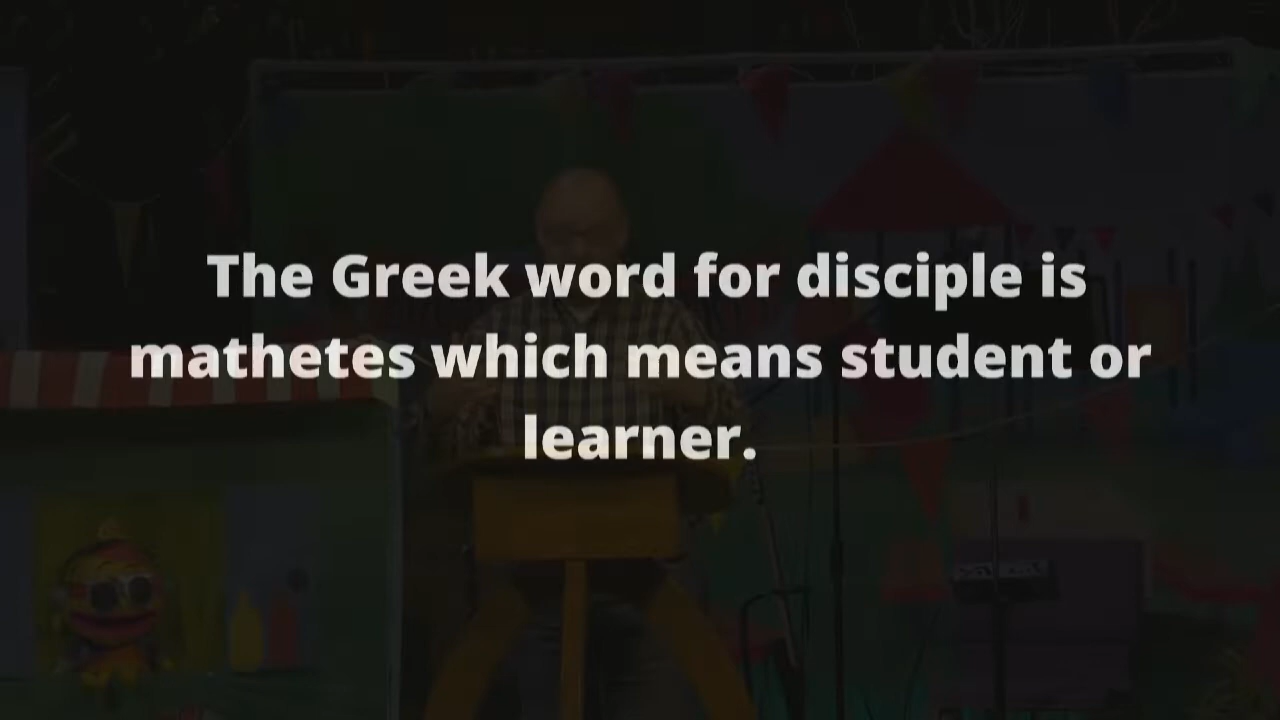 The Greek word for disciple is
mathetes which means student or
learner.